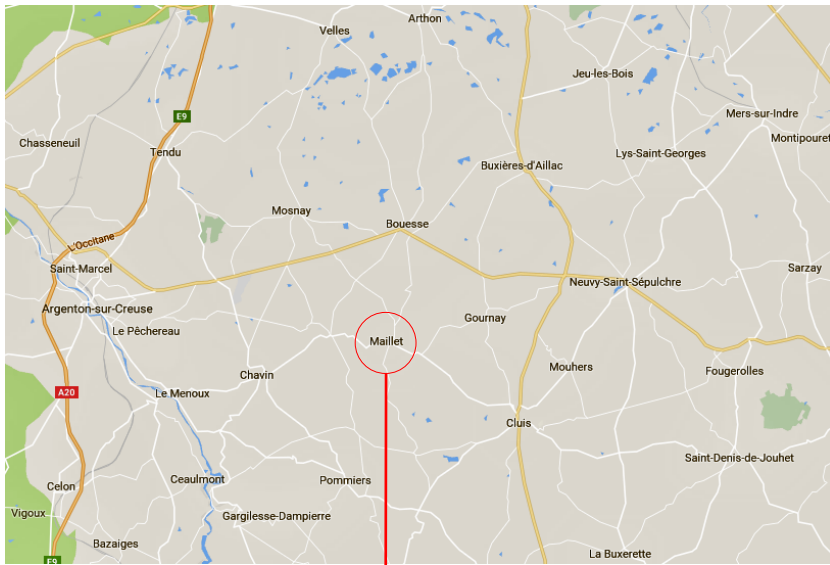 Arthon
Velles
Jeu-les-Bois
E9
Mers-sur-Indre
Chasseneuil
Montipouret
Tendu
Lys-Saint-Georges
Buxières-d'Aillac
Mosnay
Bouesse
L'Occitane
Saint-Marcel
Sarzay
Neuvy-Saint-Sépulchre
Argenton-sur-Creuse
Gournay
Le Pêchereau
Maillet
Mouhers
Fougerolles
Chavin
A20
Le Menoux
Cluis
Saint-Denis-de-Jouhet
Ceaulmont
Pommiers
Celon
Vigoux
Gargilesse-Dampierre
Bazaiges
La Buxerette
E9